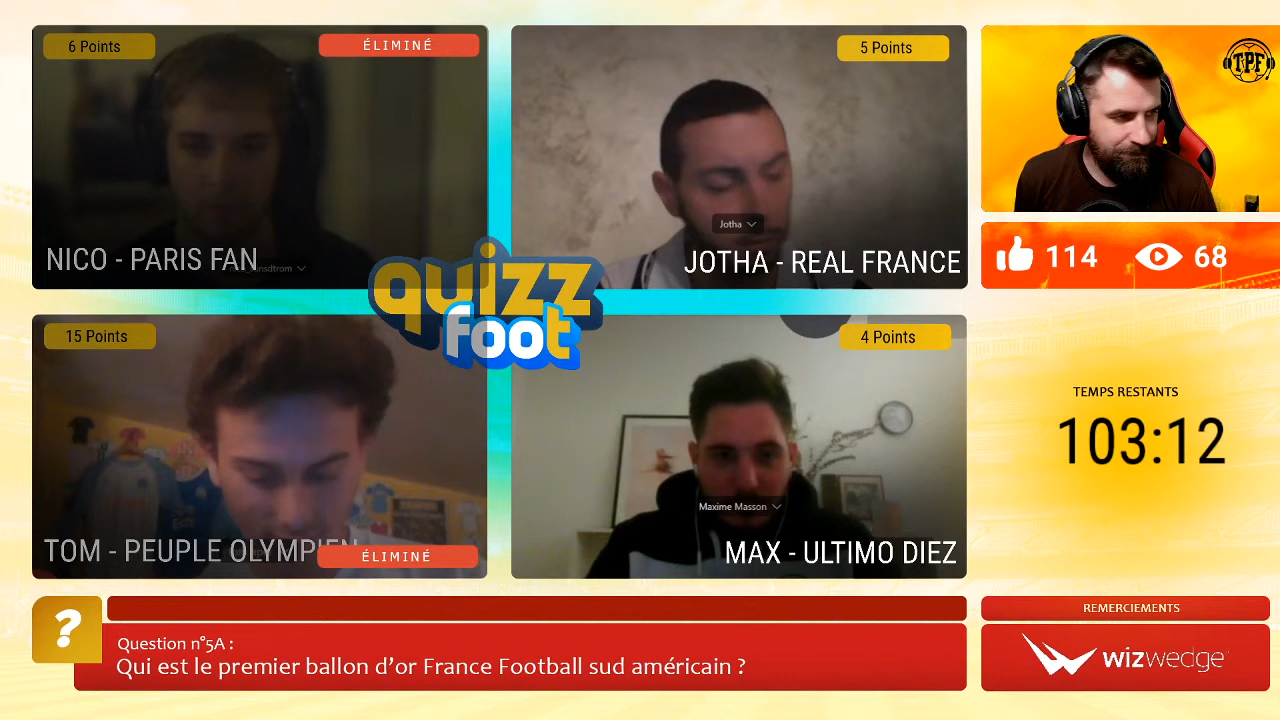 6 Points
ÉLIMINÉ
5 Points
TPF
Jotha
NICO - PARIS FAN
JOTHA - REAL FRANCE
114
68
quizz
foot
15 Points
4 Points
TEMPS RESTANTS
103:12
Maxime Masson
TOM - PEUPLE OLYMPIEN
ÉLIMINÉ
MAX - ULTIMO DIEZ
?
REMERCIEMENTS
Question n°5A :
Qui est le premier ballon d’or France Football sud américain ?
wizwedge